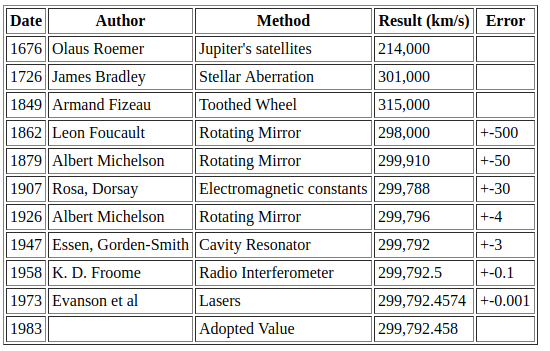 Date Author Method Result (km/s) Error
1676 Olaus Roemer Jupiter's satellites 214,000
1726 James Bradley Stellar Aberration 301,000
1849 Armand Fizeau Toothed Wheel 315,000
1862 Leon Foucault Rotating Mirror 298,000 +-500
1879 Albert Michelson Rotating Mirror 299,910 +-50
1907 Rosa, Dorsay Electromagnetic constants 299,788 +-30
1926 Albert Michelson Rotating Mirror 299,796 +-4
1947 Essen, Gorden-Smith Cavity Resonator 299,792 +-3
1958 K. D. Froome Radio Interferometer 299,792.5 +-0.1
1973 Evanson et al Lasers 299,792.4574 +-0.001
1983 Adopted Value 299,792.458